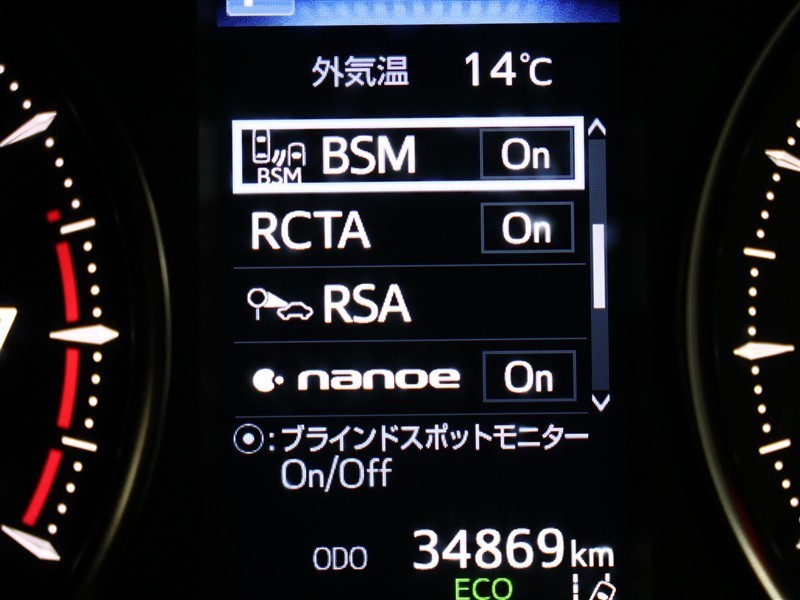 外気温 14℃
BSM BSM On
RCTA On
RSA
nanoe On
:ブラインドスポットモニター
On/Off
ODO 34869km
ECO